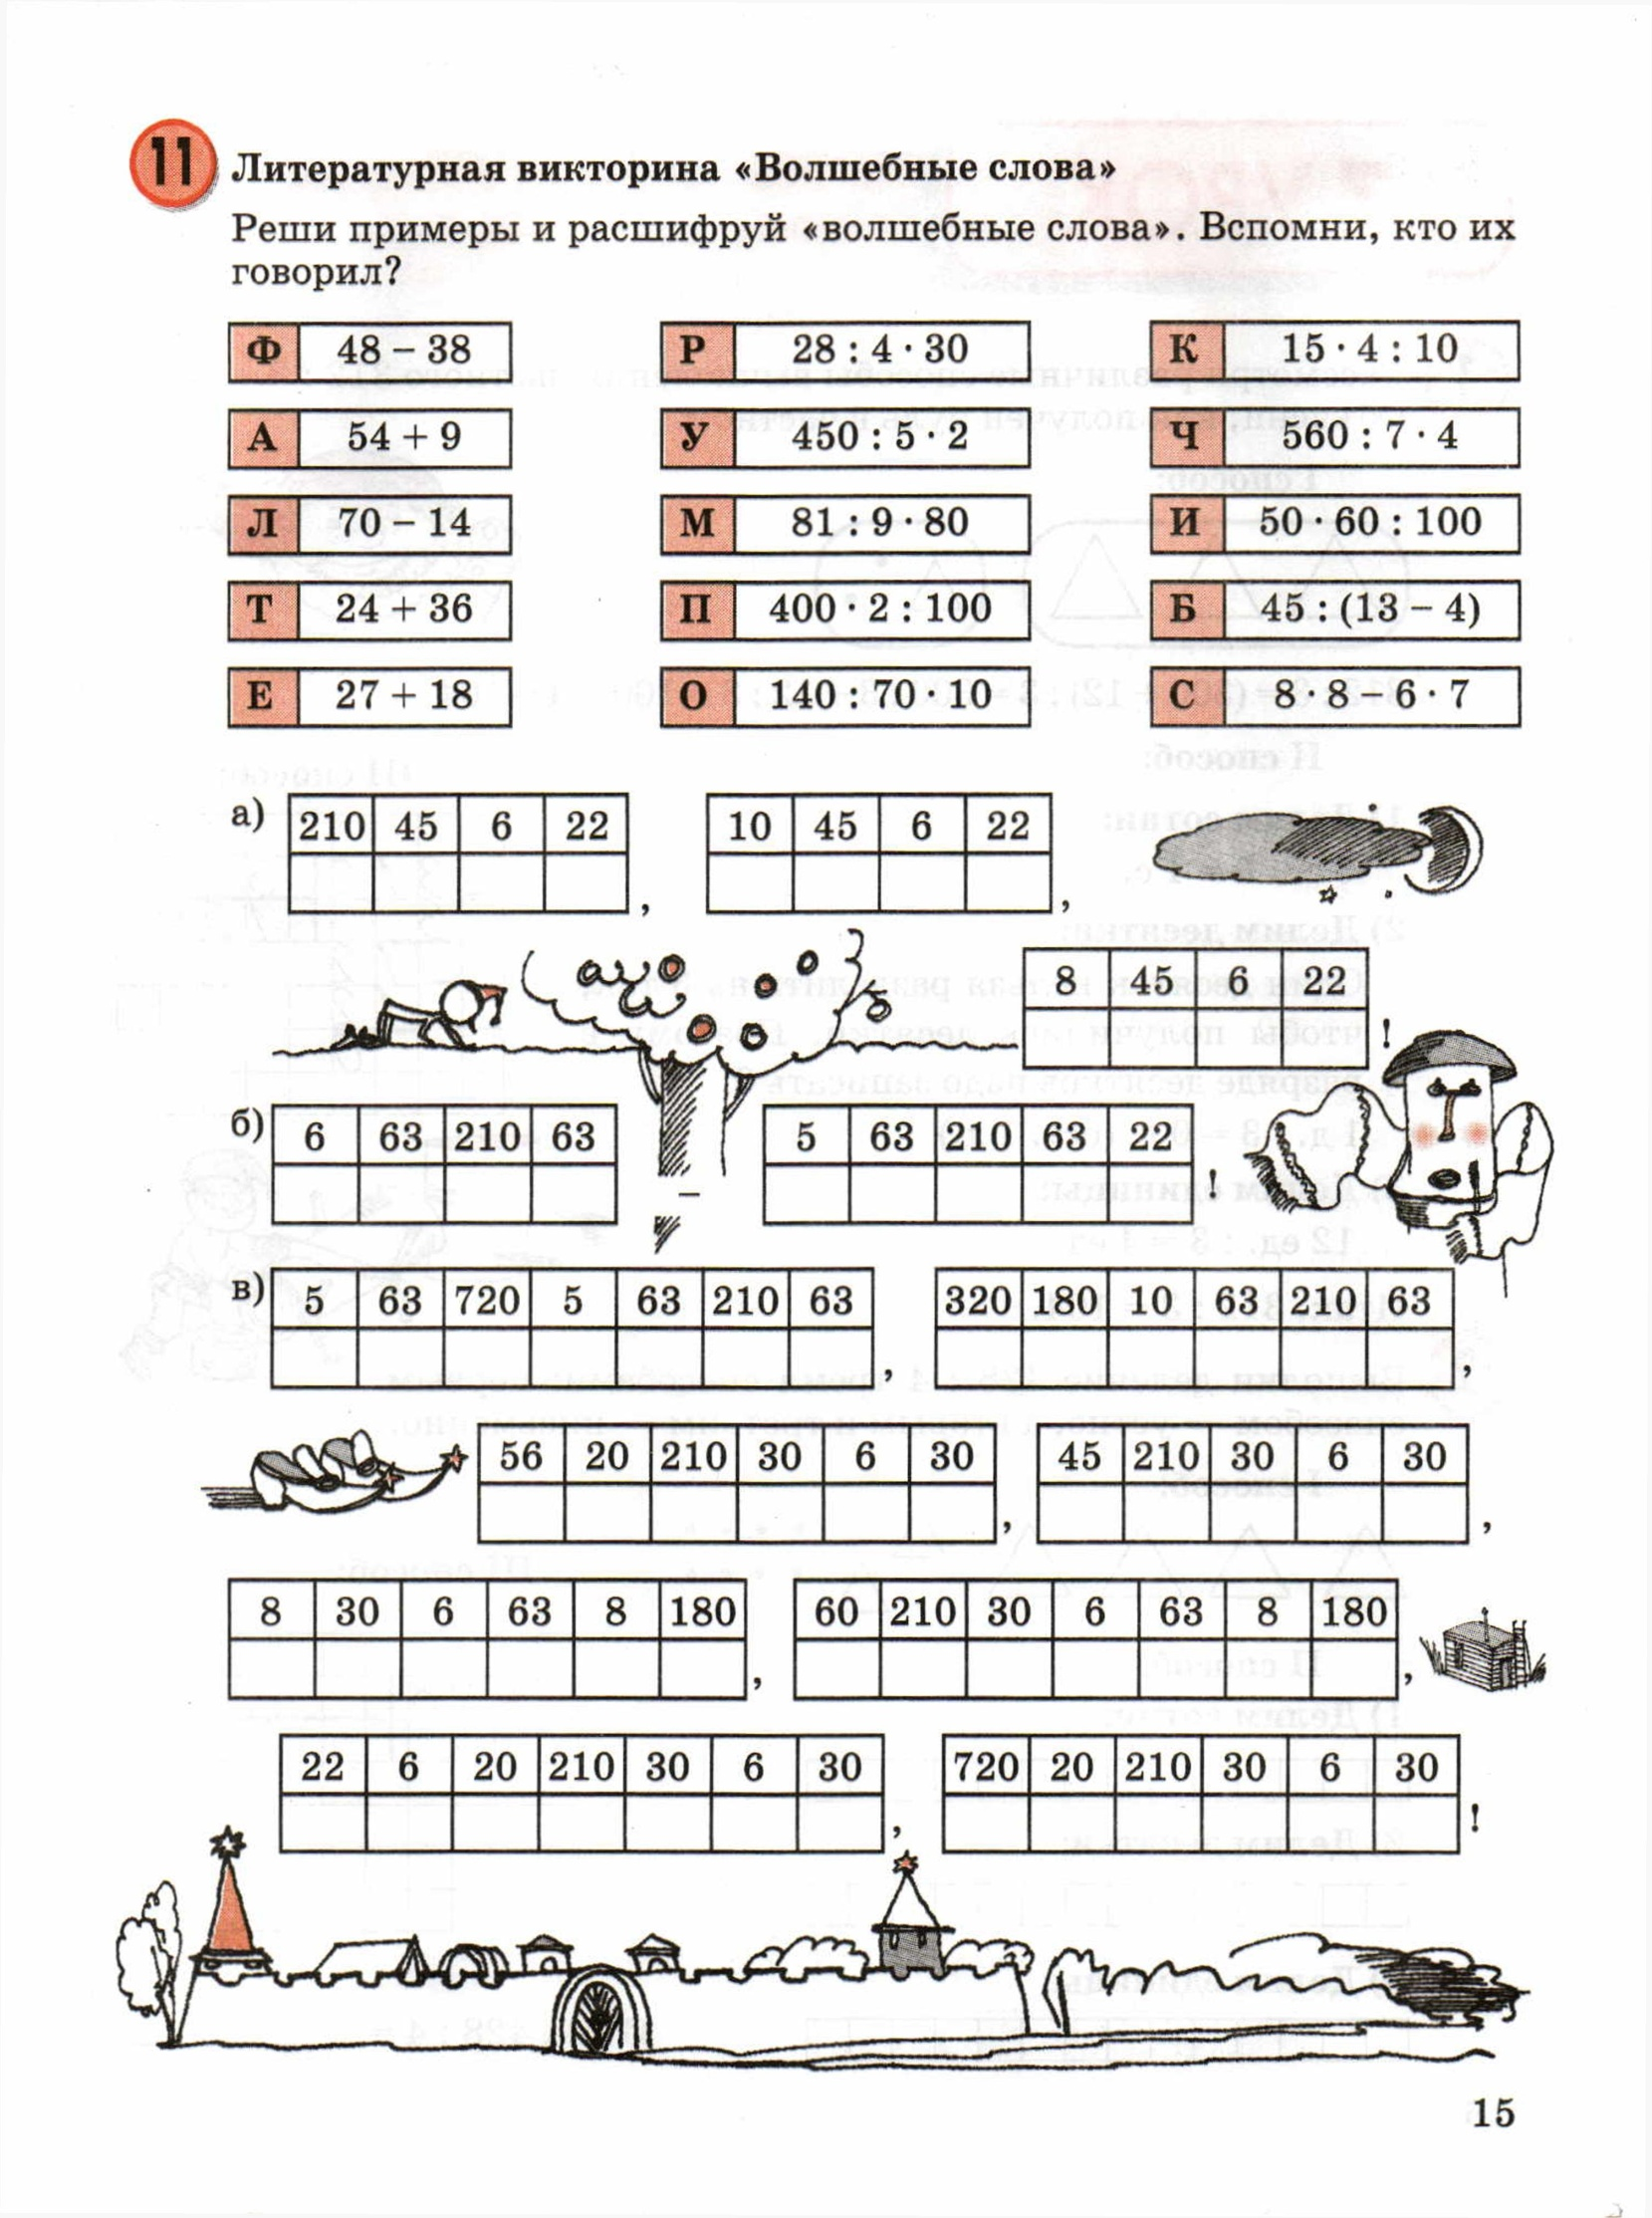 11
Литературная викторина «Волшебные слова»
Реши примеры и расшифруй «волшебные слова». Вспомни, кто их
говорил?
Ф 48 – 38 Р 28 : 4 · 30 К 15 · 4 : 10
А 54 + 9 У 450 : 5 · 2 Ч 560 : 7 · 4
Л 70 – 14 М 81 : 9 · 80 И 50 · 60 : 100
Т 24 + 36 П 400 · 2 : 100 Б 45 : (13 – 4)
Е 27 + 18 О 140 : 70 · 10 С 8 · 8 – 6 · 7
а) 210 45 6 22 , 10 45 6 22 ,
ау
8 45 6 22 !
б) 6 63 210 63 – 5 63 210 63 22 !
в) 5 63 720 5 63 210 63 , 320 180 10 63 210 63 ,
56 20 210 30 6 30 , 45 210 30 6 30 ,
8 30 6 63 8 180 , 60 210 30 6 63 8 180 ,
22 6 20 210 30 6 30 , 720 20 210 30 6 30 !
15